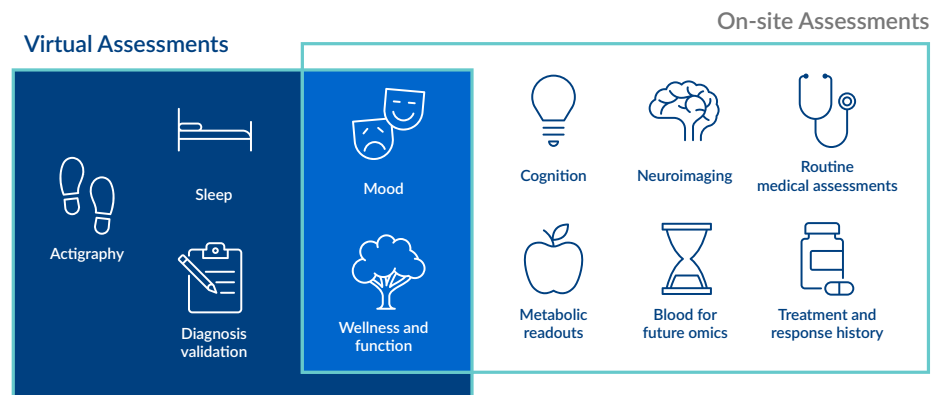 On-site Assessments
Virtual Assessments
Actigraphy
Sleep
Diagnosis
validation
Mood
Wellness and
function
Cognition
Neuroimaging
Routine
medical assessments
Metabolic
readouts
Blood for
future omics
Treatment and
response history